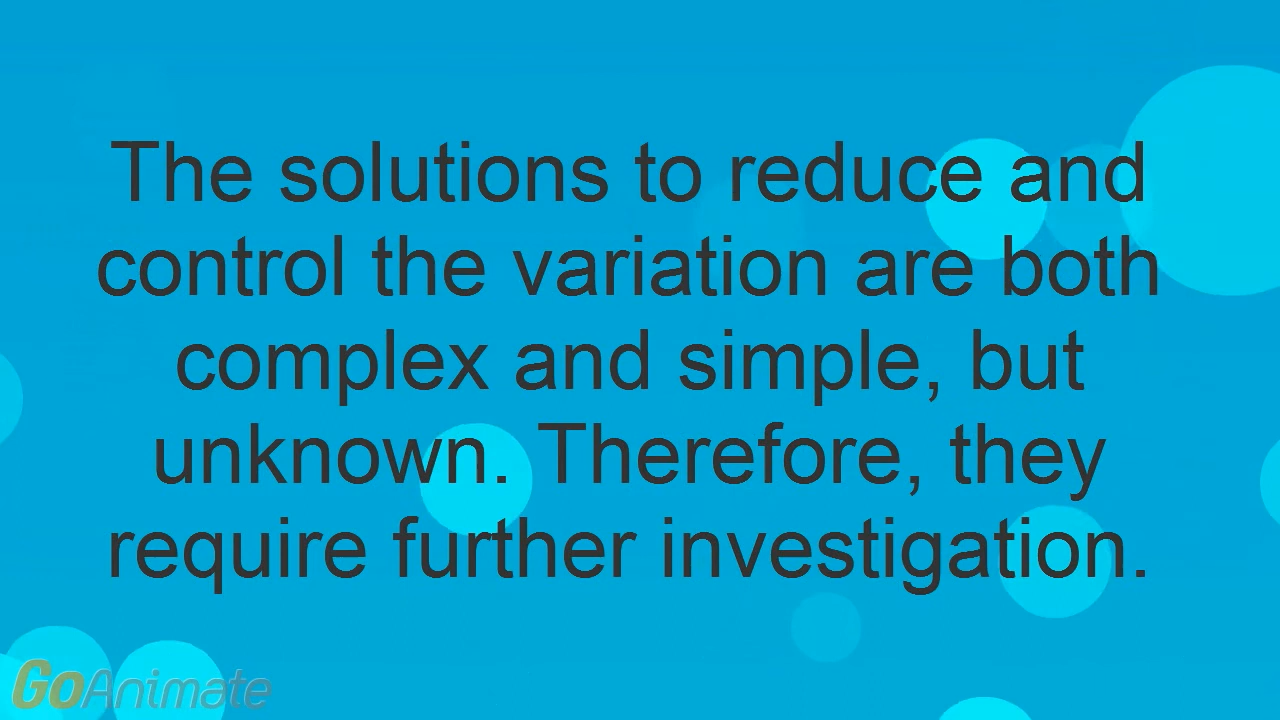 The solutions to reduce and
control the variation are both
complex and simple, but
unknown. Therefore, they
require further investigation.
GoAnimate